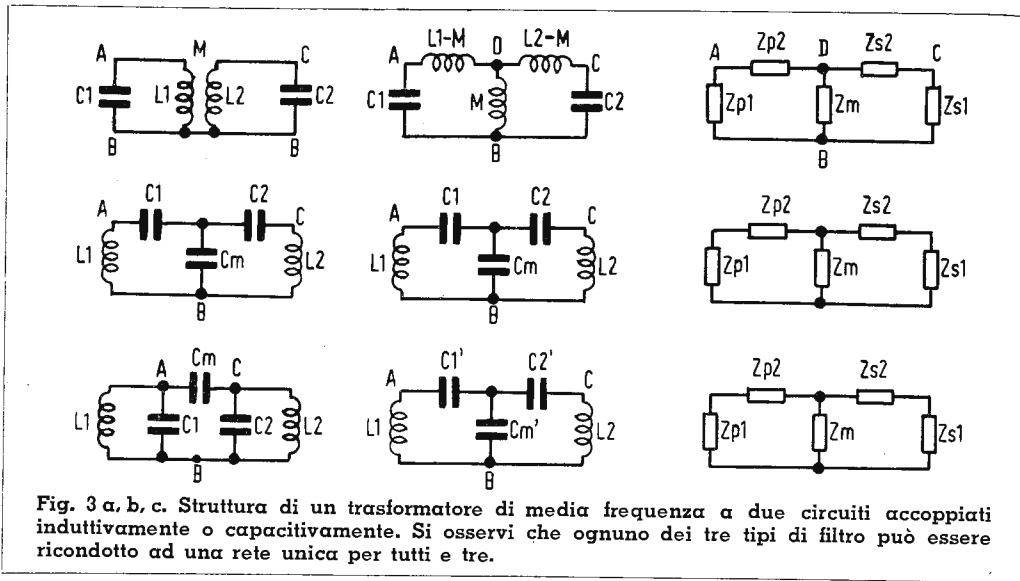 A M C
C1 L1 L2 C2
B B
A L1-M D L2-M C
C1 M C2
B
A Zp2 D Zs2 C
Zp1 Zm Zs1
B
A C1 C2 C
L1 Cm L2
B
A C1 C2 C
L1 Cm L2
B
Zp2 Zs2
Zp1 Zm Zs1
A Cm C
L1 C1 C2 L2
B
A C1' C2' C
L1 Cm' L2
B
Zp2 Zs2
Zp1 Zm Zs1
Fig. 3 a, b, c. Struttura di un trasformatore di media frequenza a due circuiti accoppiati
induttivamente o capacitivamente. Si osservi che ognuno dei tre tipi di filtro può essere
ricondotto ad una rete unica per tutti e tre.